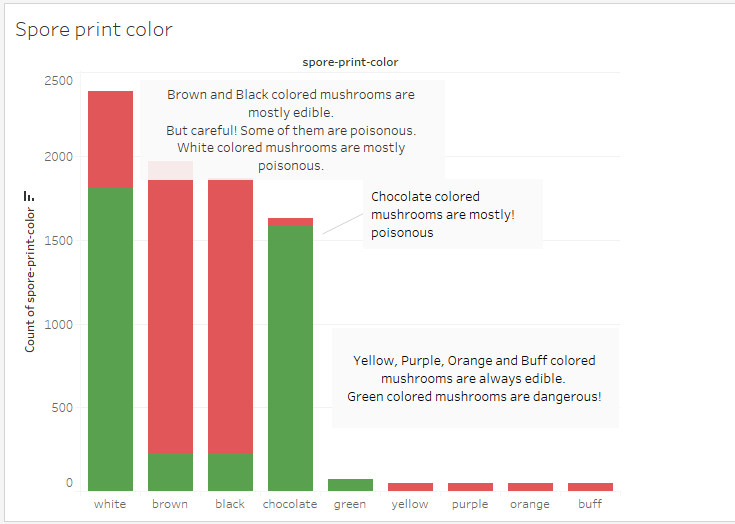 Spore print color
spore-print-color
2500
2000
1500
1000
500
0
Count of spore-print-color
Brown and Black colored mushrooms are
mostly edible.
But careful! Some of them are poisonous.
White colored mushrooms are mostly
poisonous.
Chocolate colored
mushrooms are mostly!
poisonous
Yellow, Purple, Orange and Buff colored
mushrooms are always edible.
Green colored mushrooms are dangerous!
white
brown
black
chocolate
green
yellow
purple
orange
buff